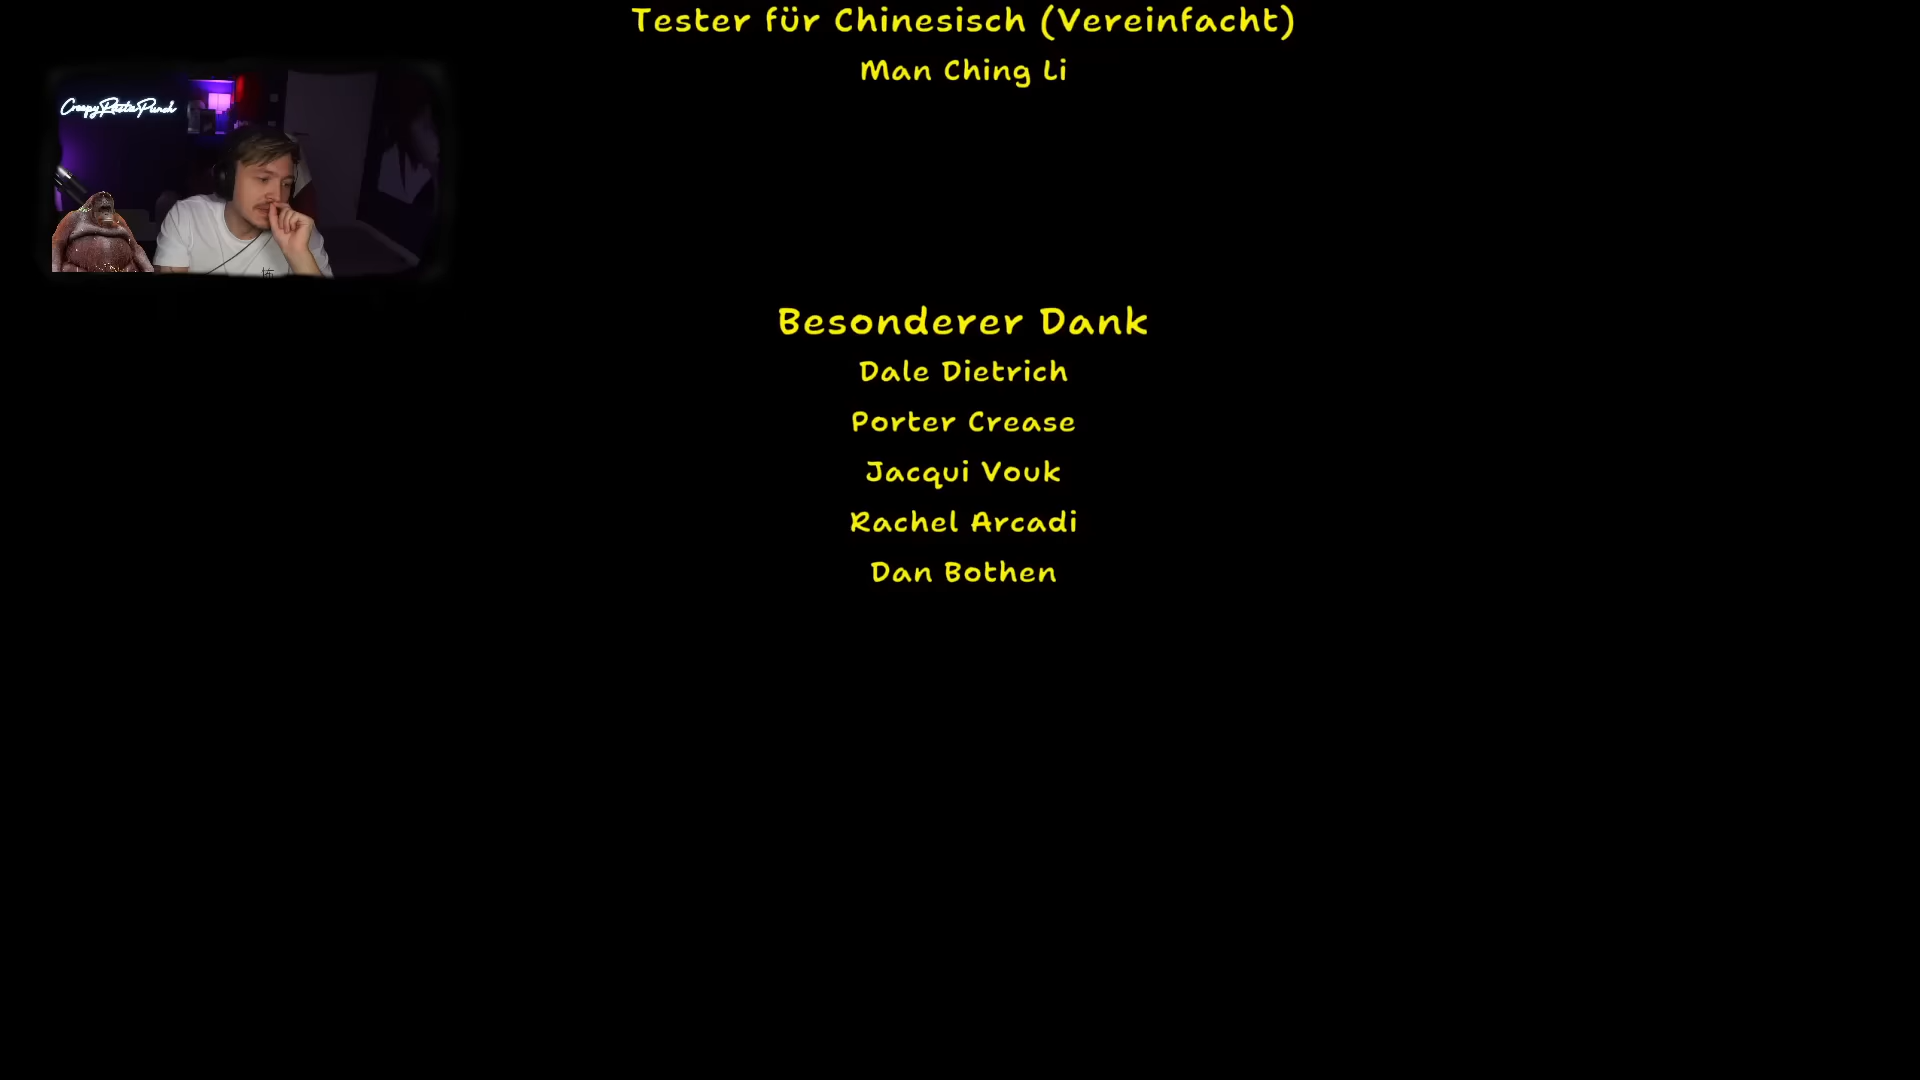 Tester für Chinesisch (Vereinfacht)
Man Ching Li
CreepyPastaPunch
Besonderer Dank
Dale Dietrich
Porter Crease
Jacqui Vouk
Rachel Arcadi
Dan Bothen